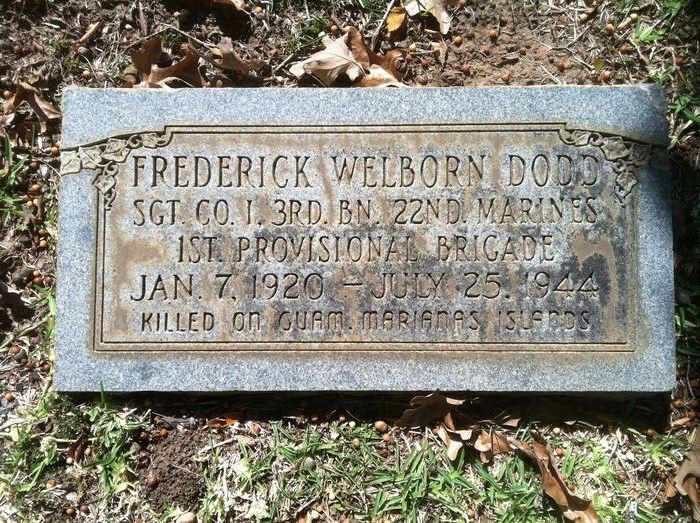 FREDERICK WELBORN DODD
SGT. CO. I. 3RD. BN. 22ND. MARINES
1ST. PROVISIONAL BRIGADE
JAN. 7, 1920 – JULY 25, 1944
KILLED ON GUAM, MARIANAS ISLANDS